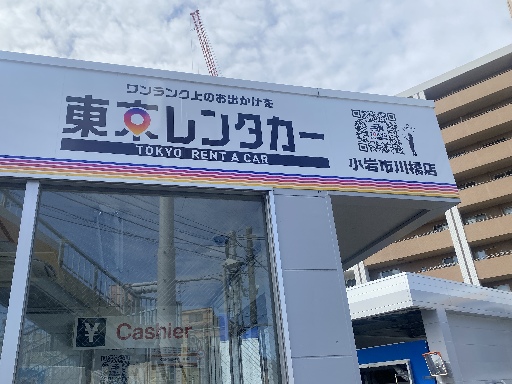 ワンランク上のお出かけを
東京レンタカー
TOKYO RENT A CAR
小岩市川橋店
¥ Cashier